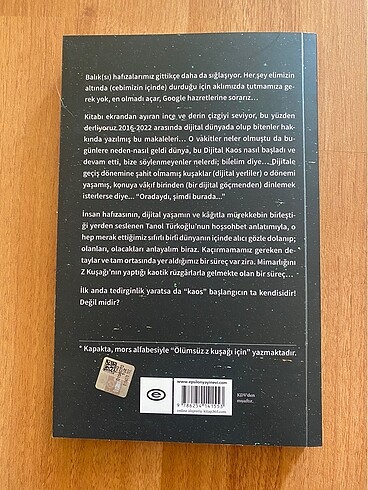 Balık(sı) hafızalarımız gittikçe daha da sığlaşıyor. Her şey elimizin
altında (cebimizin içinde) durduğu için aklımızda tutmamıza ge-
rek yok, en olmadı açar, Google hazretlerine sorarız…
Kitabı ekrandan ayıran ince ve derin çizgiyi seviyor, bu yüzden
derliyoruz 2016-2022 arasında dijital dünyada olup bitenler hak-
kında yazılmış bu makaleleri… O vakitler neler olmuştu da bu-
günlere neden-nasıl geldi dünya, bu Dijital Kaos nasıl başladı ve
devam etti, bize söylenmeyenler nelerdi; bilelim diye… Dijitale
geçiş dönemine şahit olmamış kuşaklar (dijital yerliler) o dönemi
yaşamış, konuya vâkıf birinden (bir dijital göçmenden) dinlemek
isterlerse diye… "Oradaydı, şimdi burada…"
İnsan hafızasının, dijital yaşamın ve kâğıtla mürekkebin birleşti-
ği yerden seslenen Tanol Türkoğlu'nun hoşsohbet anlatımıyla, o
hep merak ettiğimiz sıfırlı birli dünyanın içinde alıcı gözle dolanıp;
olanları, olacakları anlayalım biraz. Kaçırmamamız gereken de-
taylar ve tam ortasında yer aldığımız bir süreç var zira. Mimarlığını
Z Kuşağı'nın yaptığı kaotik rüzgârlarla gelmekte olan bir süreç…
İlk anda tedirginlik yaratsa da "kaos" başlangıcın ta kendisidir!
Değil midir?
* Kapakta, mors alfabesiyle "Ölümsüz z kuşağı için" yazmaktadır.
www.epsilonyayinevi.com
9 786254 141553
KDV'den
muaftır.